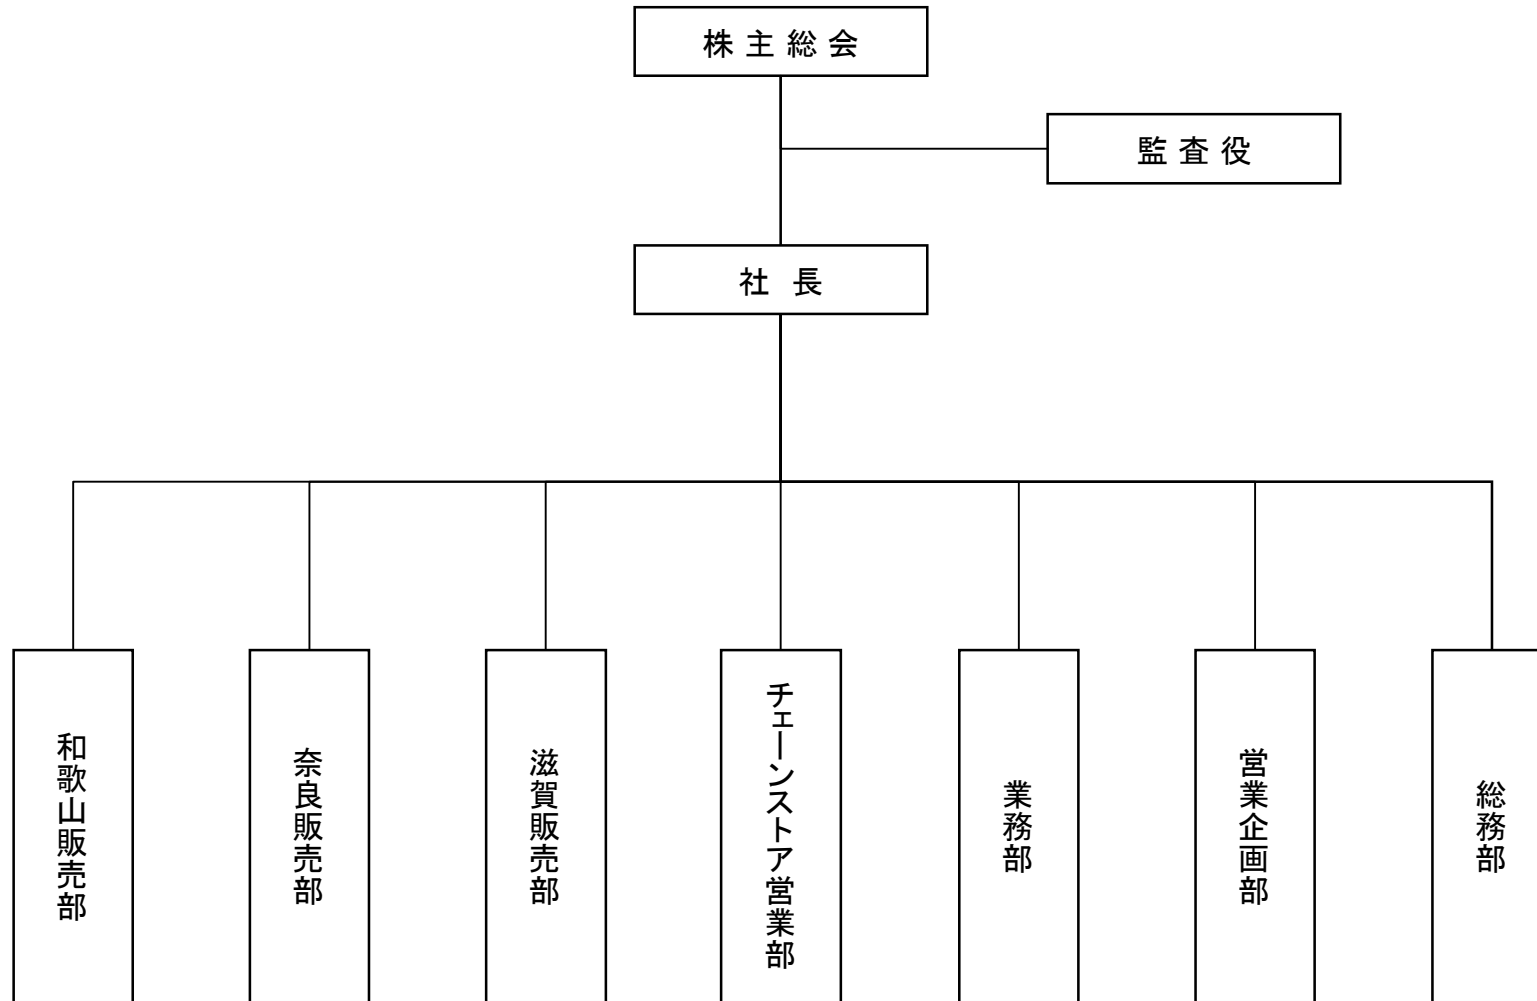 株主総会
監査役
社長
和歌山販売部
奈良販売部
滋賀販売部
チェーンストア営業部
業務部
営業企画部
総務部